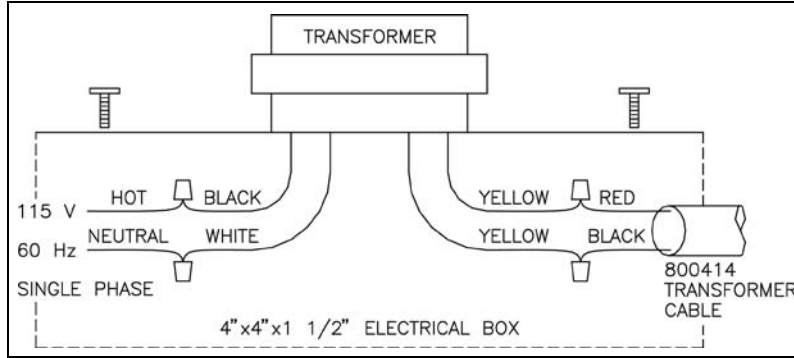 TRANSFORMER
HOT BLACK YELLOW RED
115 V
NEUTRAL WHITE YELLOW BLACK
60 Hz
SINGLE PHASE
800414
TRANSFORMER
CABLE
4"x4"x1 1/2" ELECTRICAL BOX